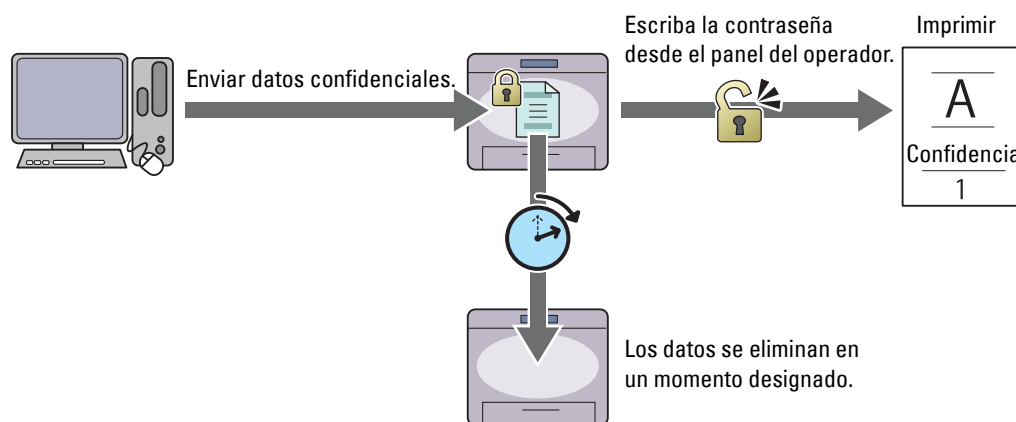 Enviar datos confidenciales.
Escriba la contraseña
desde el panel del operador.
Imprimir
A
Confidencia
1
Los datos se eliminan en
un momento designado.